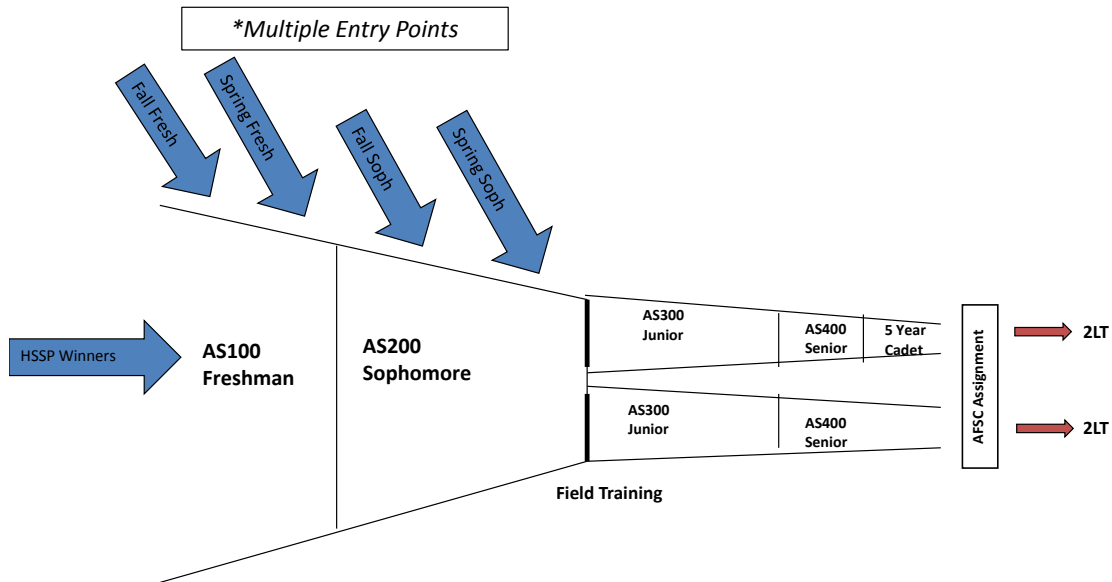 *Multiple Entry Points
Fall Fresh
Spring Fresh
Fall Soph
Spring Soph
HSSP Winners
AS100
Freshman
AS200
Sophomore
AS300
Junior
AS400
Senior
5 Year
Cadet
AS300
Junior
AS400
Senior
Field Training
AFSC Assignment
2LT
2LT